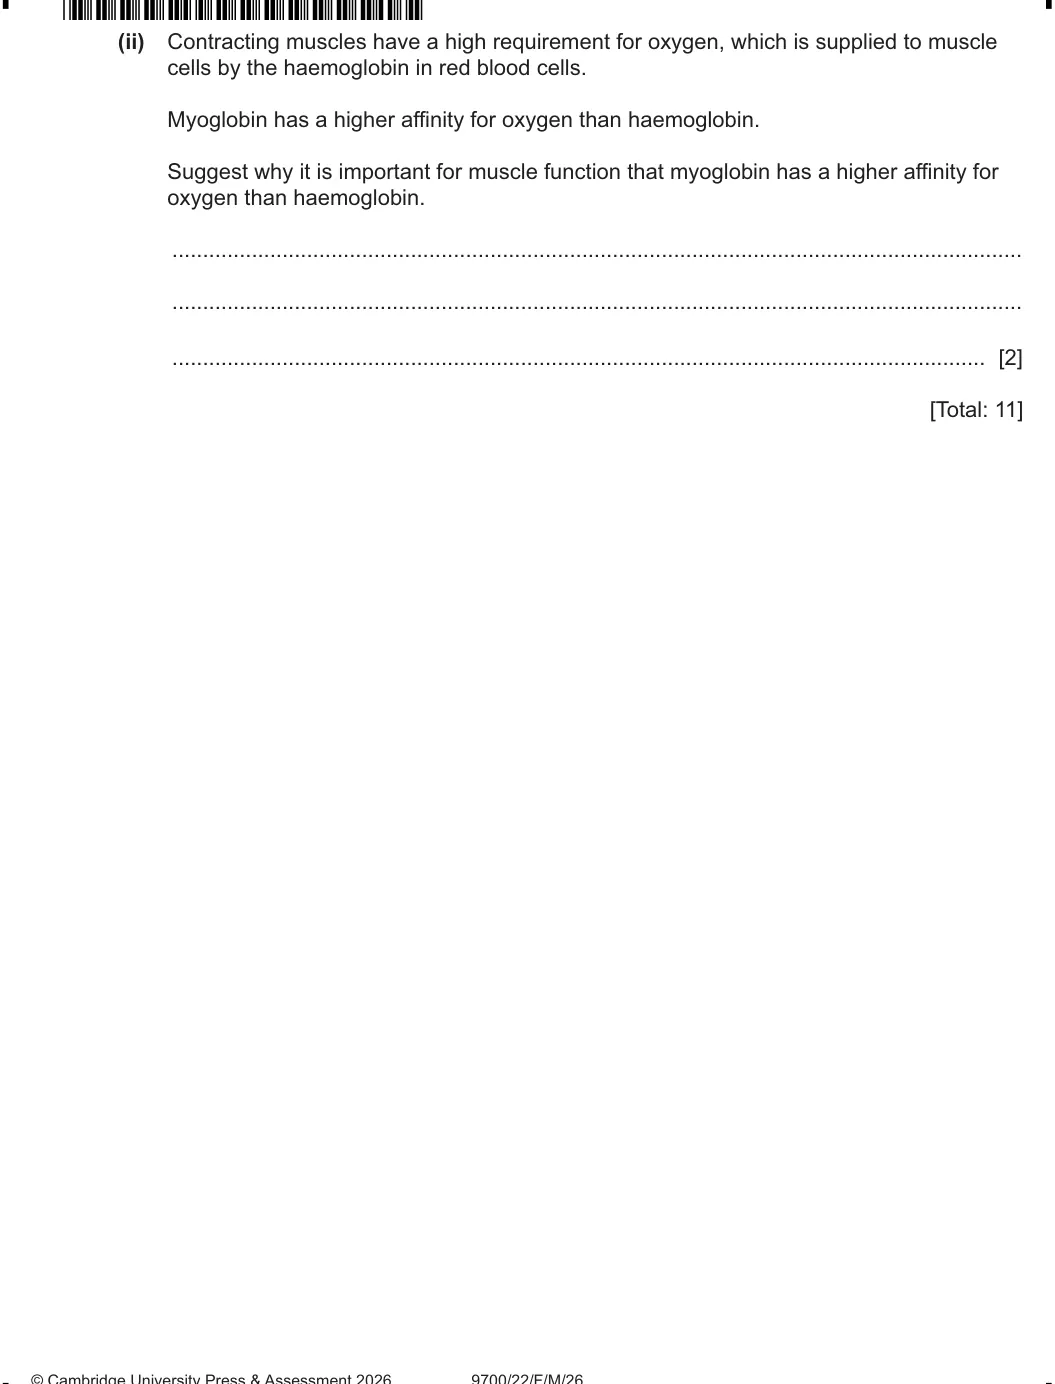 (ii) Contracting muscles have a high requirement for oxygen, which is supplied to muscle
cells by the haemoglobin in red blood cells.
Myoglobin has a higher affinity for oxygen than haemoglobin.
Suggest why it is important for muscle function that myoglobin has a higher affinity for
oxygen than haemoglobin.
..........................................................................................................................................
..........................................................................................................................................
.................................................................................................................................... [2]
[Total: 11]
© Cambridge University Press & Assessment 2026 9700/22/F/M/26